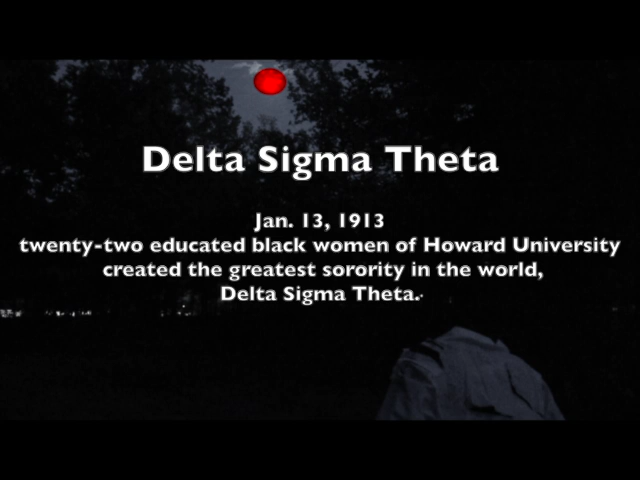 Delta Sigma Theta
Jan. 13, 1913
twenty-two educated black women of Howard University
created the greatest sorority in the world,
Delta Sigma Theta.